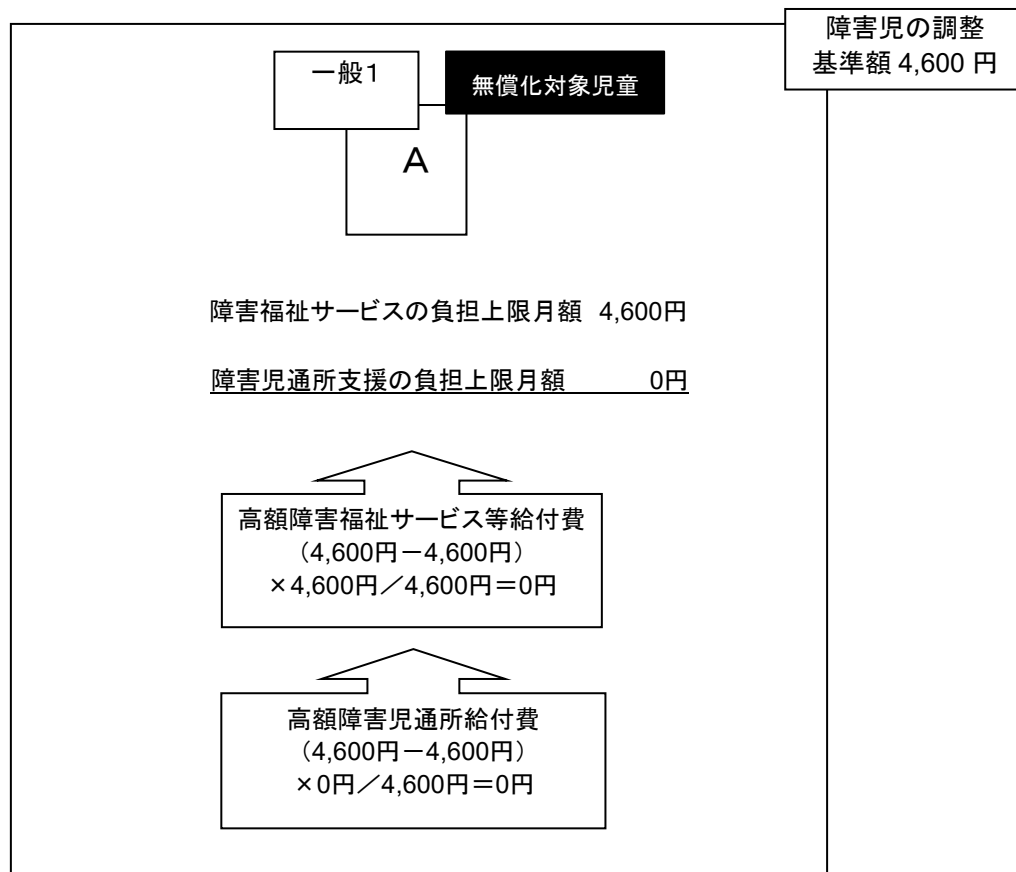 障害児の調整
基準額 4,600 円
一般1
無償化対象児童
A
障害福祉サービスの負担上限月額 4,600円
障害児通所支援の負担上限月額 0円
高額障害福祉サービス等給付費
（4,600円－4,600円）
×4,600円／4,600円＝0円
高額障害児通所給付費
（4,600円－4,600円）
×0円／4,600円＝0円